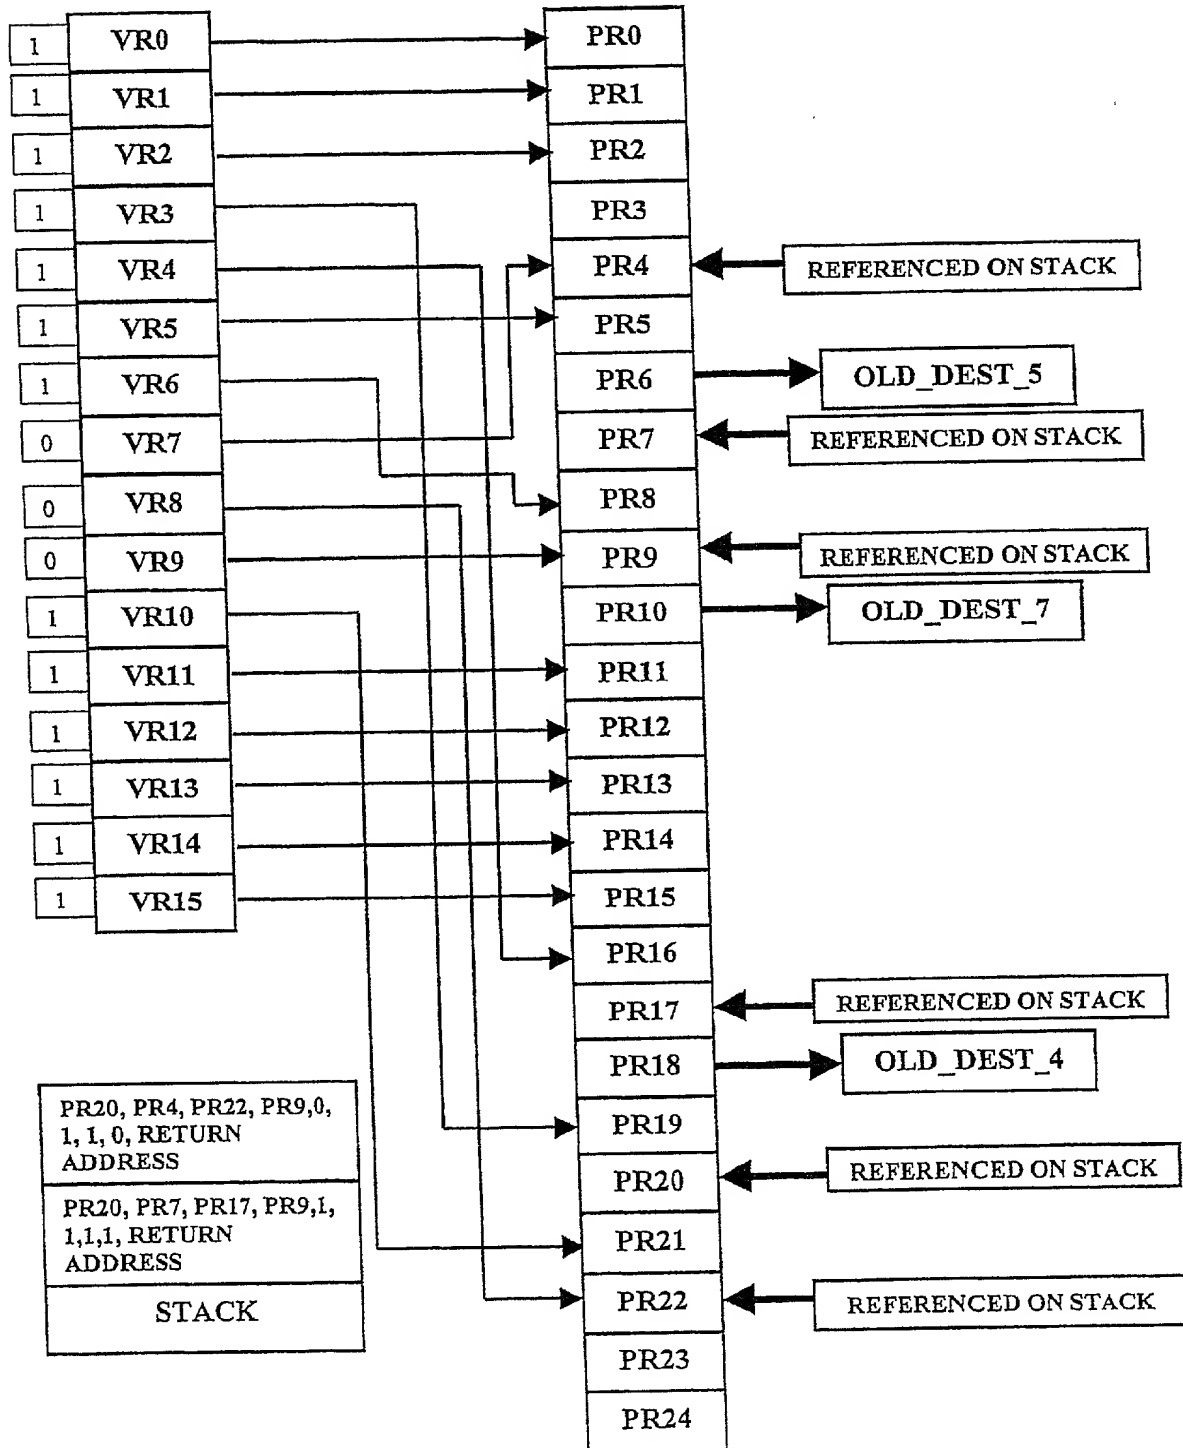 1 VR0 PR0
1 VR1 PR1
1 VR2 PR2
1 VR3 PR3
1 VR4 PR4 REFERENCED ON STACK
1 VR5 PR5
1 VR6 PR6 OLD_DEST_5
0 VR7 PR7 REFERENCED ON STACK
0 VR8 PR8
0 VR9 PR9 REFERENCED ON STACK
1 VR10 PR10 OLD_DEST_7
1 VR11 PR11
1 VR12 PR12
1 VR13 PR13
1 VR14 PR14
1 VR15 PR15
PR16
PR17 REFERENCED ON STACK
PR18 OLD_DEST_4
PR19
PR20 REFERENCED ON STACK
PR21
PR22 REFERENCED ON STACK
PR23
PR24
PR20, PR4, PR22, PR9,0,
1, 1, 0, RETURN
ADDRESS
PR20, PR7, PR17, PR9,1,
1,1,1, RETURN
ADDRESS
STACK